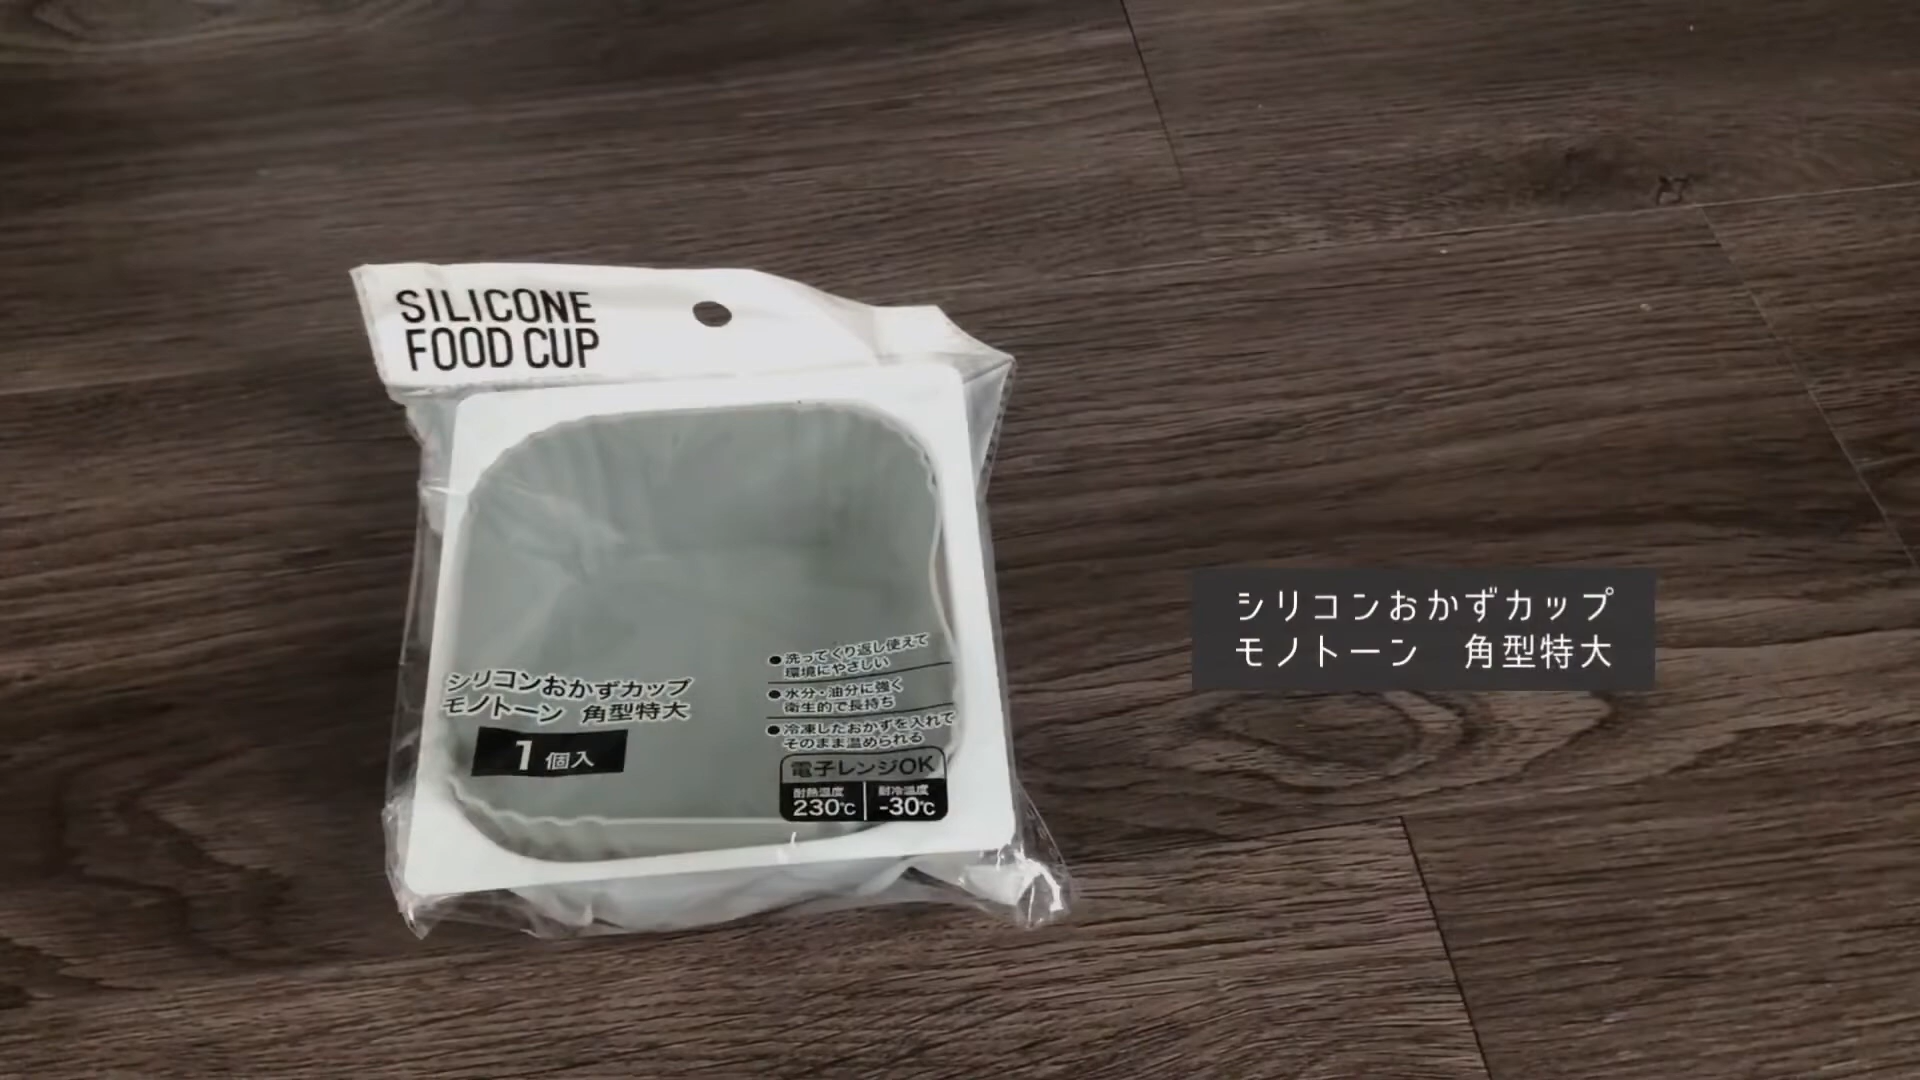 SILICONE
FOOD CUP
シリコンおかずカップ
モノトーン 角型特大
1個入
●洗ってくり返し使えて
環境にやさしい
●水分・油分に強く
衛生的で長持ち
●冷凍したおかずを入れて
そのまま温められる
電子レンジOK
耐熱温度
230℃
耐冷温度
-30℃
シリコンおかずカップ
モノトーン 角型特大